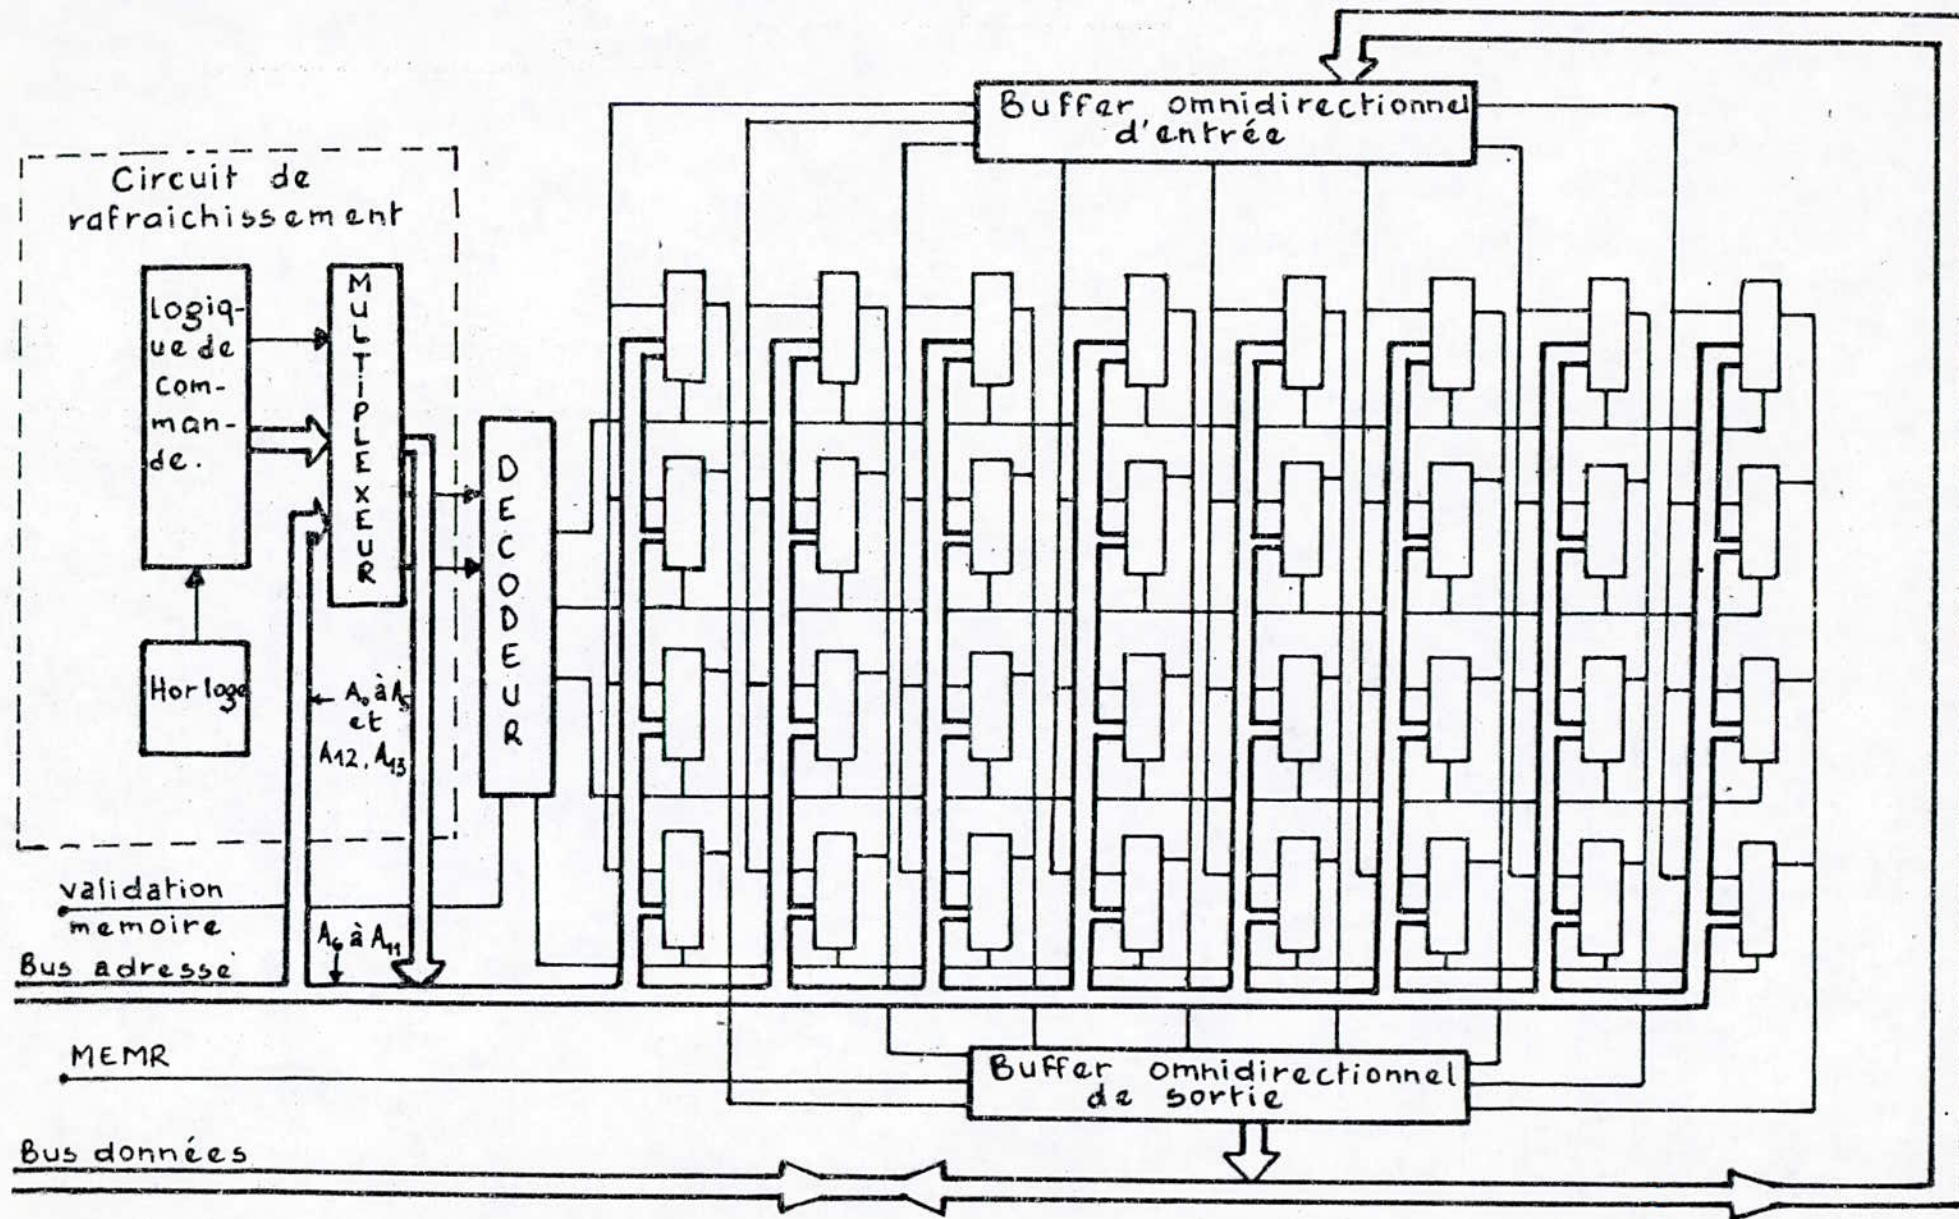 Buffer omnidirectionnel
d'entrée
Circuit de
rafraichissement
Logiq-
ue de
com-
man-
de.
MULTIPLEXEUR
DECODEUR
Horloge
A₀ à A₅
et
A12, A13
validation
memoire
A₆ à A₁₁
Bus adresse
MEMR
Buffer omnidirectionnel
de sortie
Bus données